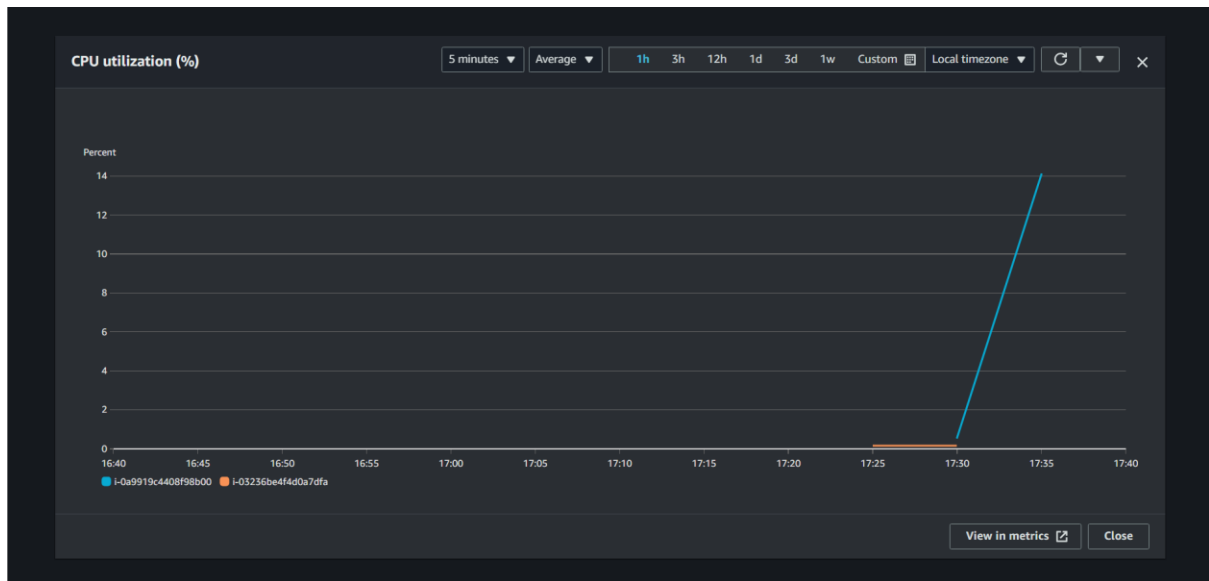 CPU utilization (%)
5 minutes Average 1h 3h 12h 1d 3d 1w Custom Local timezone
Percent
14
12
10
8
6
4
2
0
16:40 16:45 16:50 16:55 17:00 17:05 17:10 17:15 17:20 17:25 17:30 17:35 17:40
i-0a9919c4408f98b00 i-03236be4f4d0a7dfa
View in metrics Close